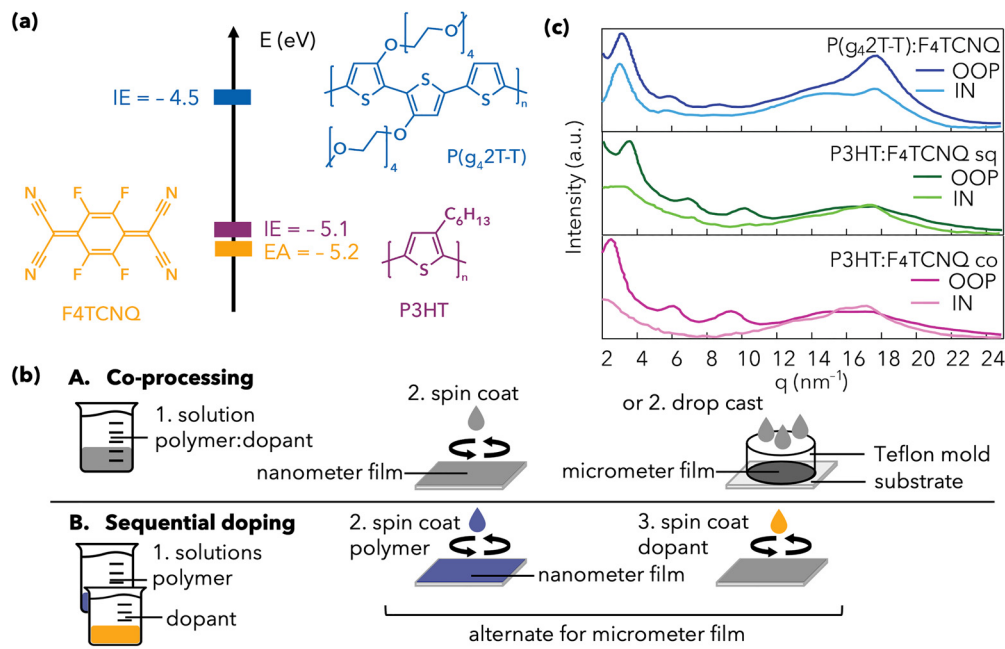 (a)
E (eV)
IE = – 4.5
IE = – 5.1
EA = – 5.2
N
N
F
F
F
F
N
N
F4TCNQ
O
O
4
S
S
S
n
O
O
4
P(g₄2T-T)
C₆H₁₃
S
n
P3HT
(c)
Intensity (a.u.)
P(g₄2T-T):F4TCNQ
OOP
IN
P3HT:F4TCNQ sq
OOP
IN
P3HT:F4TCNQ co
OOP
IN
2 4 6 8 10 12 14 16 18 20 22 24
q (nm⁻¹)
(b)
A. Co-processing
1. solution
polymer:dopant
2. spin coat
nanometer film
or 2. drop cast
micrometer film
Teflon mold
substrate
B. Sequential doping
1. solutions
polymer
dopant
2. spin coat
polymer
nanometer film
3. spin coat
dopant
alternate for micrometer film